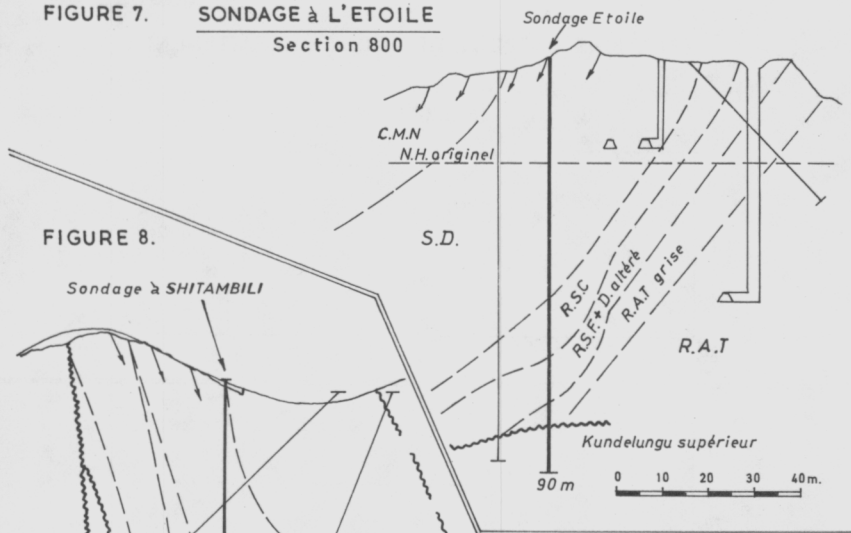 FIGURE 7.
SONDAGE à L'ETOILE
Section 800
Sondage Etoile
C.M.N
N.H. originel
S.D.
R.S.C
R.S.F. + D. altéré
R.A.T grise
R.A.T
Kundelungu supérieur
90 m
0 10 20 30 40 m.
FIGURE 8.
Sondage à SHITAMBILI